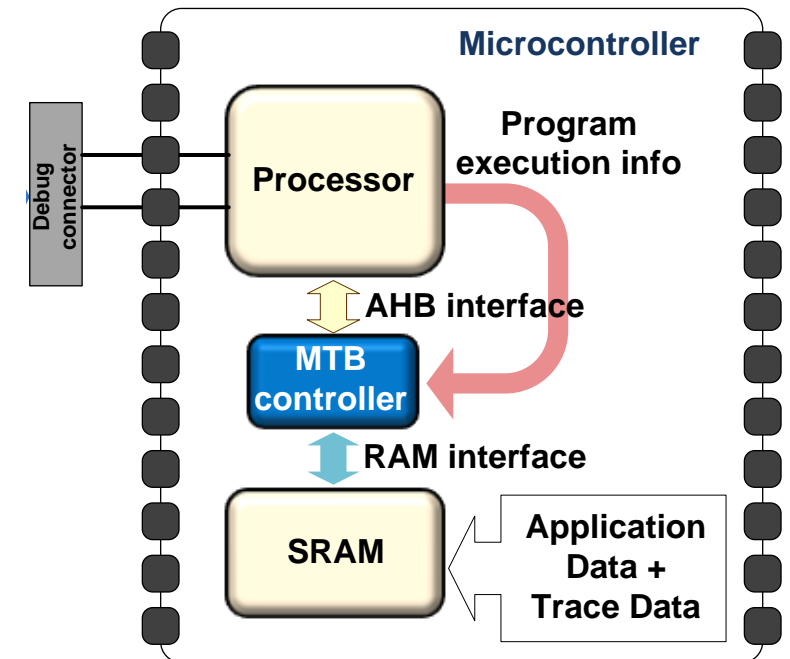 Microcontroller
Debug
connector
Processor
Program
execution info
AHB interface
MTB
controller
RAM interface
SRAM
Application
Data +
Trace Data